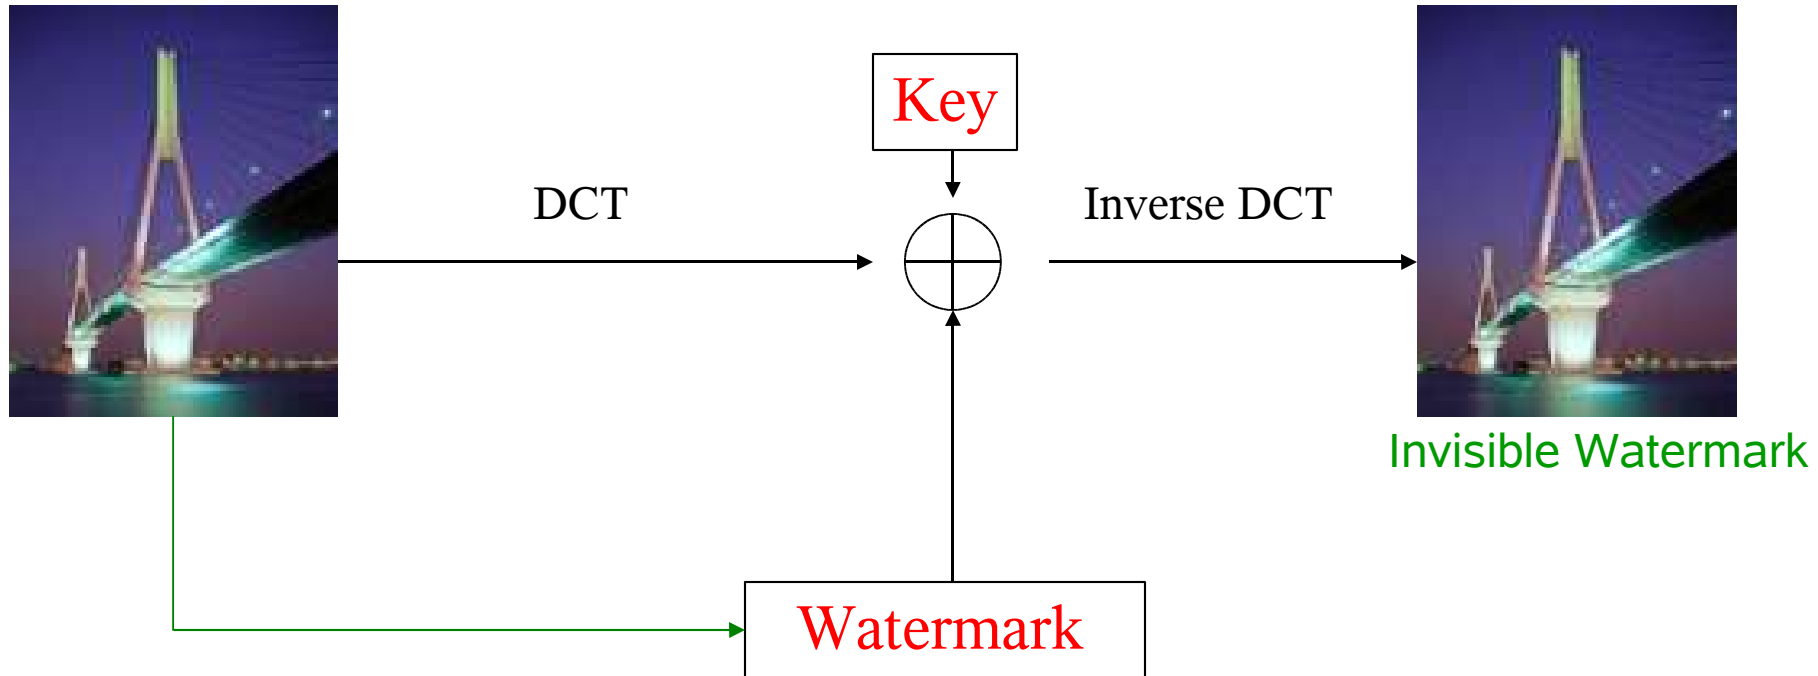 Key
DCT
Inverse DCT
Invisible Watermark
Watermark